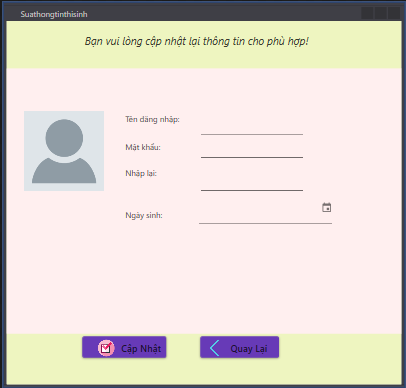 Suathongtinthisinh
Bạn vui lòng cập nhật lại thông tin cho phù hợp!
Tên đăng nhập:
Mật khẩu:
Nhập lại:
Ngày sinh:
Cập Nhật
Quay Lại